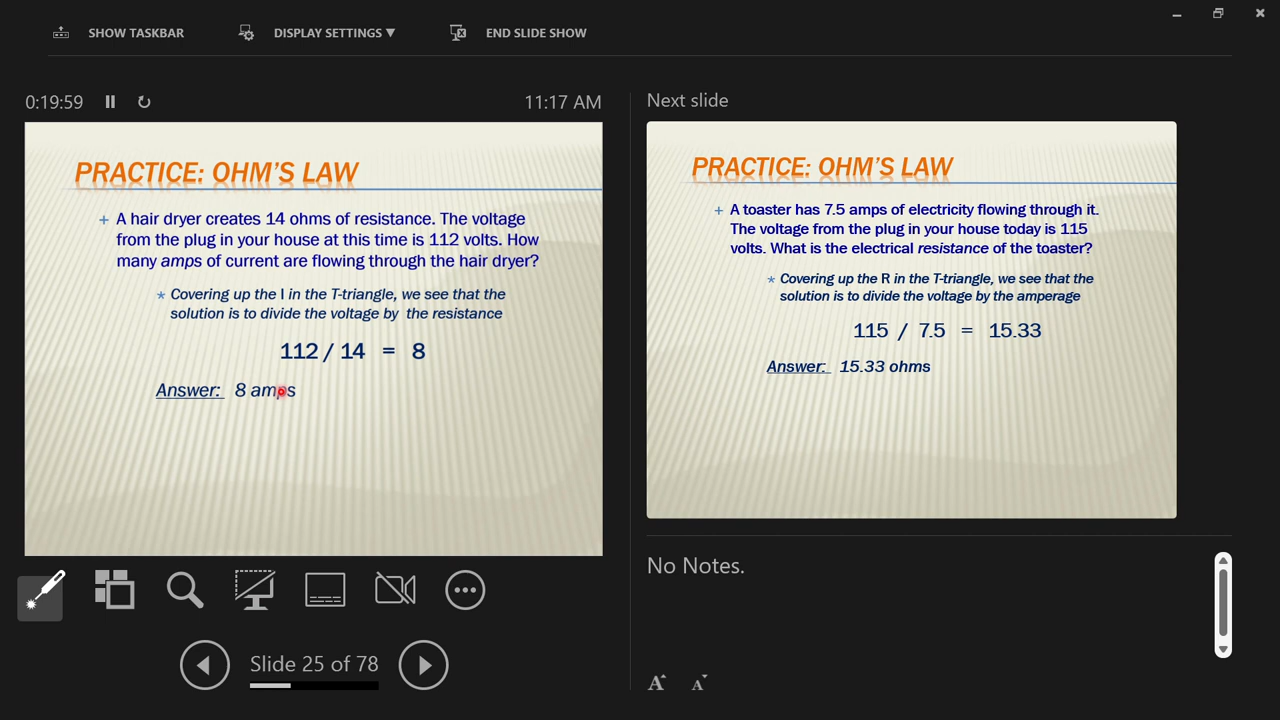 SHOW TASKBAR
DISPLAY SETTINGS ▼
END SLIDE SHOW
0:19:59
11:17 AM
PRACTICE: OHM'S LAW
+ A hair dryer creates 14 ohms of resistance. The voltage
from the plug in your house at this time is 112 volts. How
many amps of current are flowing through the hair dryer?
* Covering up the I in the T-triangle, we see that the
solution is to divide the voltage by the resistance
112 / 14 = 8
Answer: 8 amps
Slide 25 of 78
Next slide
PRACTICE: OHM'S LAW
+ A toaster has 7.5 amps of electricity flowing through it.
The voltage from the plug in your house today is 115
volts. What is the electrical resistance of the toaster?
* Covering up the R in the T-triangle, we see that the
solution is to divide the voltage by the amperage
115 / 7.5 = 15.33
Answer: 15.33 ohms
No Notes.
A A